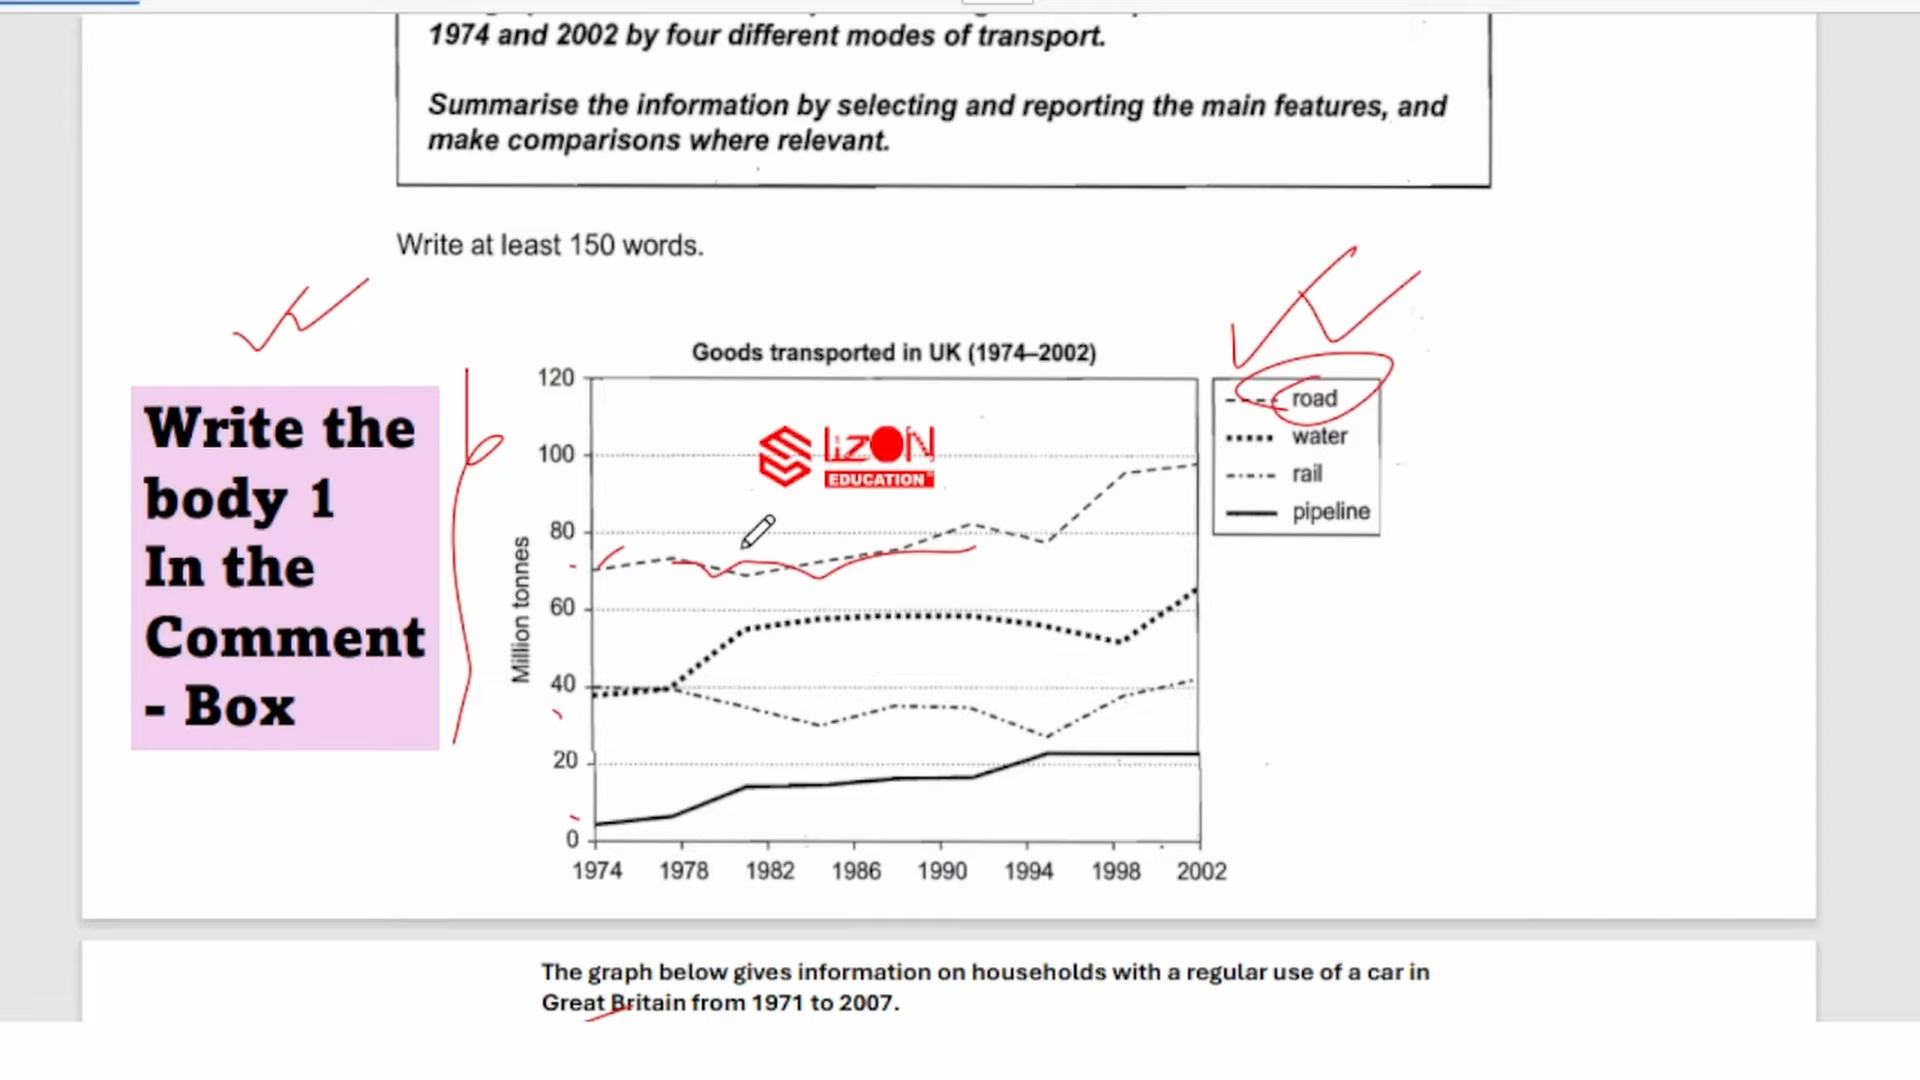 1974 and 2002 by four different modes of transport.
Summarise the information by selecting and reporting the main features, and
make comparisons where relevant.
Write at least 150 words.
Write the
body 1
In the
Comment
- Box
Goods transported in UK (1974–2002)
Million tonnes
120
100
80
60
40
20
0
1974 1978 1982 1986 1990 1994 1998 2002
LizON
EDUCATION
road
water
rail
pipeline
The graph below gives information on households with a regular use of a car in
Great Britain from 1971 to 2007.